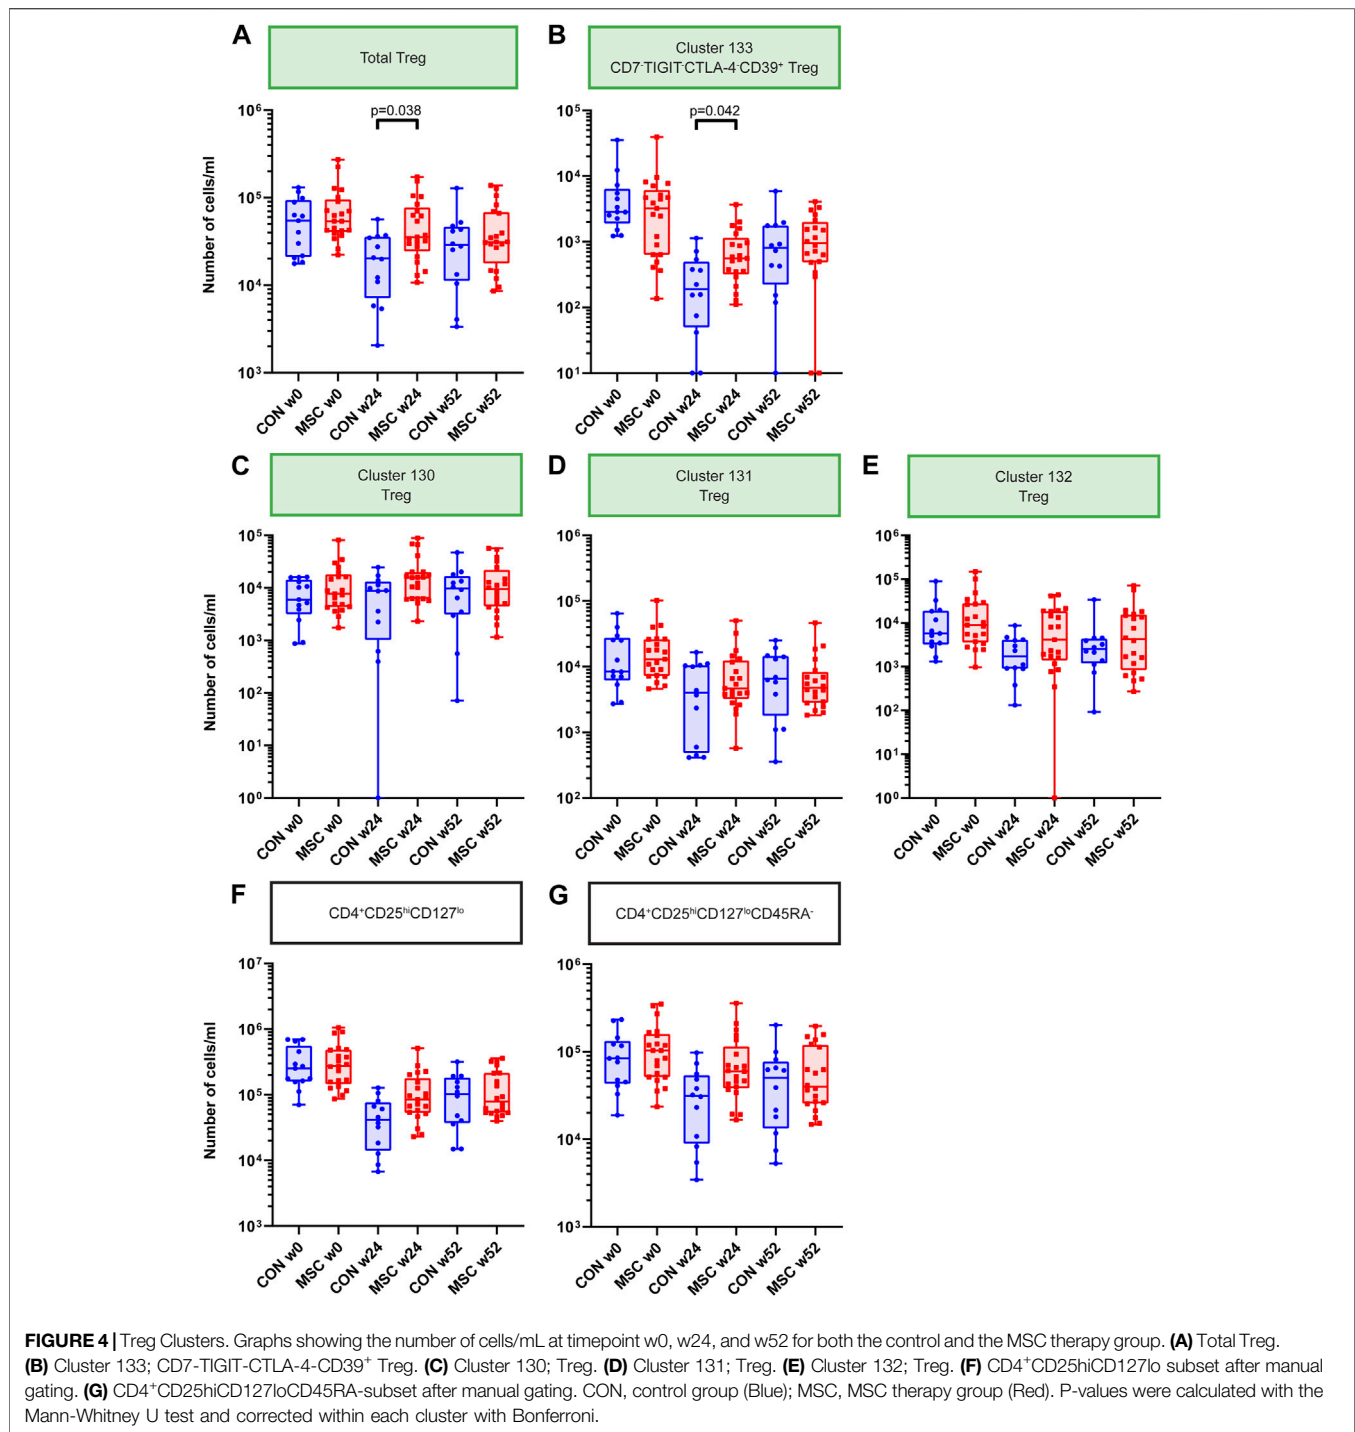 A
Total Treg
B
Cluster 133
CD7-TIGIT-CTLA-4-CD39+ Treg
Number of cells/ml
10⁶
10⁵
10⁴
10³
p=0.038
CON w0
MSC w0
CON w24
MSC w24
CON w52
MSC w52
10⁵
10⁴
10³
10²
10¹
p=0.042
CON w0
MSC w0
CON w24
MSC w24
CON w52
MSC w52
C
Cluster 130
Treg
D
Cluster 131
Treg
E
Cluster 132
Treg
Number of cells/ml
10⁵
10⁴
10³
10²
10¹
10⁰
CON w0
MSC w0
CON w24
MSC w24
CON w52
MSC w52
10⁶
10⁵
10⁴
10³
10²
CON w0
MSC w0
CON w24
MSC w24
CON w52
MSC w52
10⁶
10⁵
10⁴
10³
10²
10¹
10⁰
CON w0
MSC w0
CON w24
MSC w24
CON w52
MSC w52
F
CD4⁺CD25ʰⁱCD127ˡᵒ
G
CD4⁺CD25ʰⁱCD127ˡᵒCD45RA⁻
Number of cells/ml
10⁷
10⁶
10⁵
10⁴
10³
CON w0
MSC w0
CON w24
MSC w24
CON w52
MSC w52
10⁶
10⁵
10⁴
10³
CON w0
MSC w0
CON w24
MSC w24
CON w52
MSC w52
FIGURE 4 | Treg Clusters. Graphs showing the number of cells/mL at timepoint w0, w24, and w52 for both the control and the MSC therapy group. (A) Total Treg.
(B) Cluster 133; CD7-TIGIT-CTLA-4-CD39⁺ Treg. (C) Cluster 130; Treg. (D) Cluster 131; Treg. (E) Cluster 132; Treg. (F) CD4⁺CD25hiCD127lo subset after manual
gating. (G) CD4⁺CD25hiCD127loCD45RA-subset after manual gating. CON, control group (Blue); MSC, MSC therapy group (Red). P-values were calculated with the
Mann-Whitney U test and corrected within each cluster with Bonferroni.